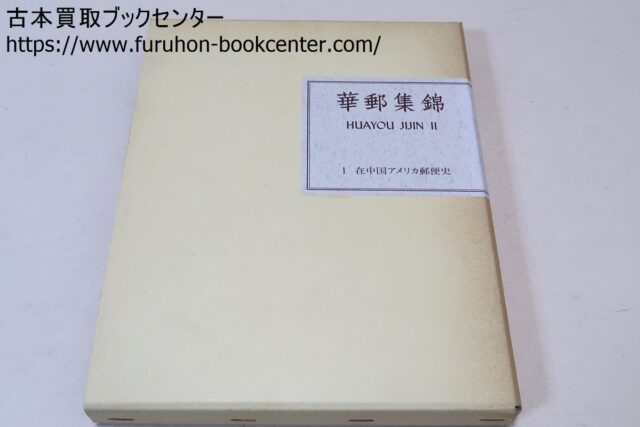 古本買取ブックセンター
https://www.furuhon-bookcenter.com/
華郵集錦
HUAYOU JIJIN II
1 在中国アメリカ郵便史